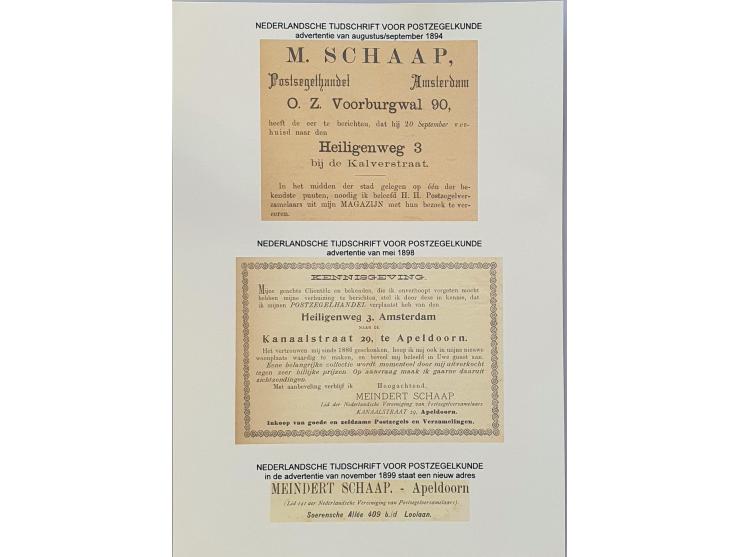 NEDERLANDSCHE TIJDSCHRIFT VOOR POSTZEGELKUNDE
advertentie van augustus/september 1894
M. SCHAAP,
Postzegelhandel Amsterdam
O. Z. Voorburgwal 90,
heeft de eer te berichten, dat hij 20 September ver-
huisd naar den
Heiligenweg 3
bij de Kalverstraat.
In het midden der stad gelegen op één der be-
kendste punten, noodig ik beleefd H. H. Postzegelver-
zamelaars uit mijn MAGAZIJN met hun bezoek te ver-
eeren.
NEDERLANDSCHE TIJDSCHRIFT VOOR POSTZEGELKUNDE
advertentie van mei 1898
KENNISGEVING.
Mijne geachte Clientèle en bekenden, die ik onverhoopt vergeten mocht
hebben mijne verhuizing te berichten, stel ik door deze in kennis, dat
ik mijnen POSTZEGELHANDEL verplaatst heb van den
Heiligenweg 3, Amsterdam
NAAR DE
Kanaalstraat 29, te Apeldoorn.
Het vertrouwen mij sinds 1886 geschonken, hoop ik mij ook in mijne nieuwe
woonplaats waardig te maken, en beveel mij beleefd in Uwe gunst aan.
Eene belangrijke collectie wordt momenteel door mij uitverkocht
tegen zeer billijke prijzen. Op aanvraag maak ik gaarne daaruit
zichtzendingen.
Met aanbeveling verblijf ik Hoogachtend,
MEINDERT SCHAAP
Lid der Nederlandsche Vereeniging van Postzegelverzamelaars
KANAALSTRAAT 29, Apeldoorn.
Inkoop van goede en zeldzame Postzegels en Verzamelingen.
NEDERLANDSCHE TIJDSCHRIFT VOOR POSTZEGELKUNDE
in de advertentie van november 1899 staat een nieuw adres
MEINDERT SCHAAP. - Apeldoorn
(Lid der Nederlandsche Vereeniging van Postzegelverzamelaars).
Soerensche Allée 409 b./d Loolaan.